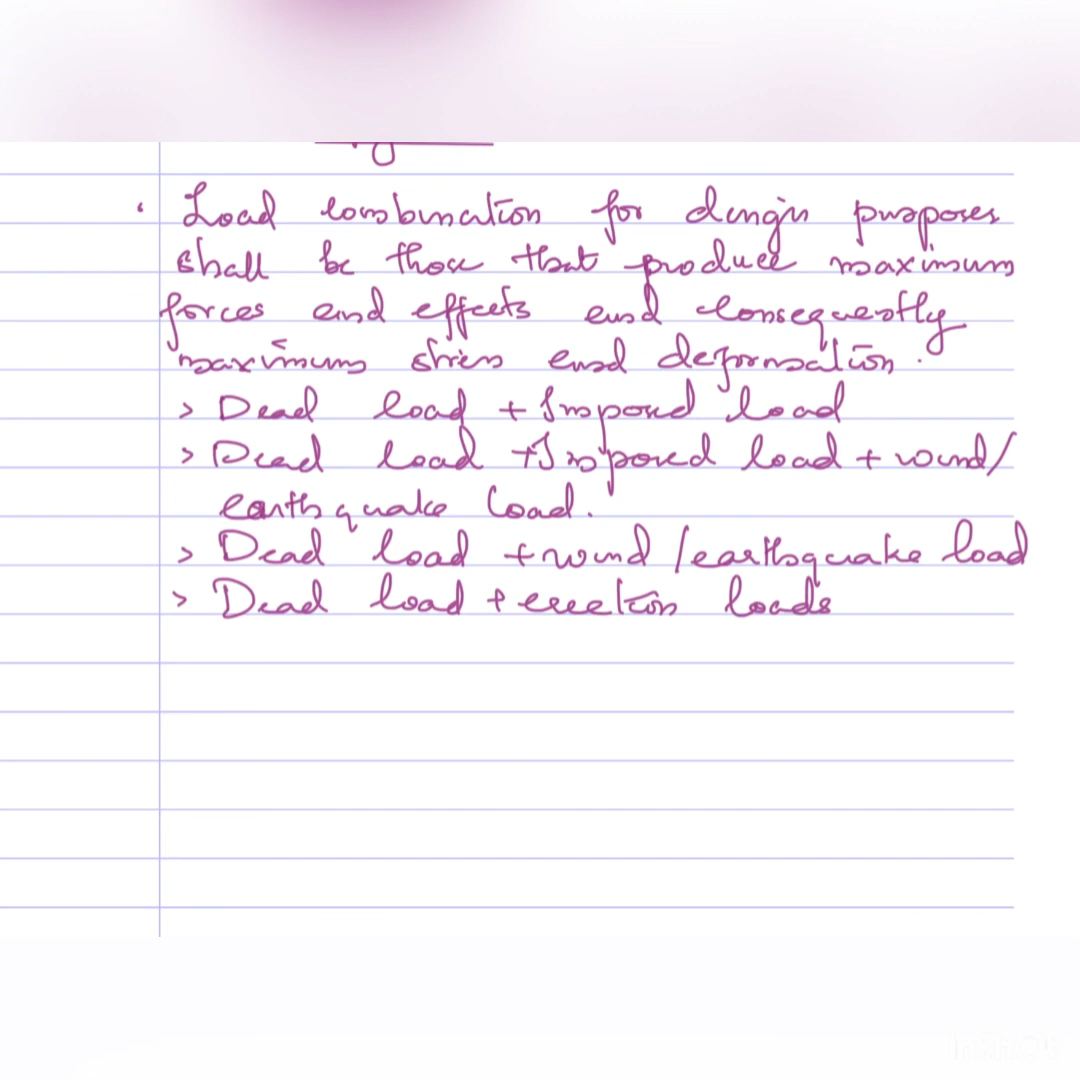 • Load combination for design purposes
shall be those that produce maximum
forces and effects and consequently
maximum stress and deformation.
> Dead load + Imposed load
> Dead load + Imposed load + wind/
earthquake load.
> Dead load + wind /earthquake load
> Dead load + erection loads